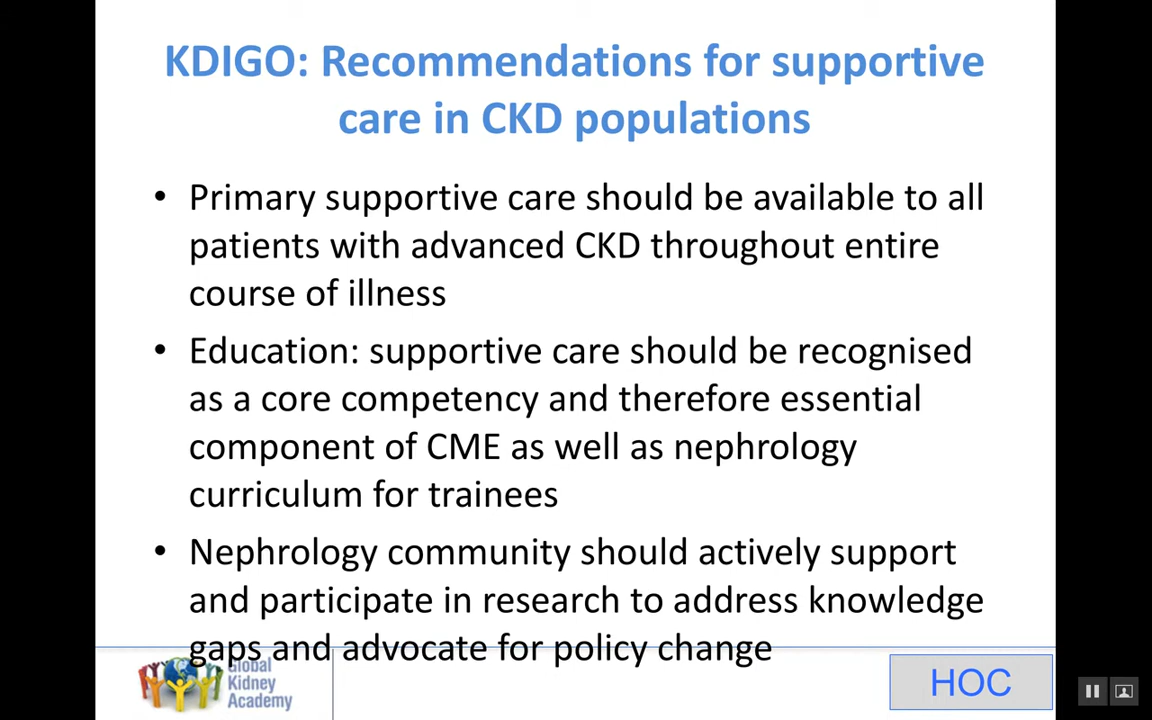 KDIGO: Recommendations for supportive
care in CKD populations
• Primary supportive care should be available to all
patients with advanced CKD throughout entire
course of illness
• Education: supportive care should be recognised
as a core competency and therefore essential
component of CME as well as nephrology
curriculum for trainees
• Nephrology community should actively support
and participate in research to address knowledge
gaps and advocate for policy change
Global
Kidney
Academy
HOC